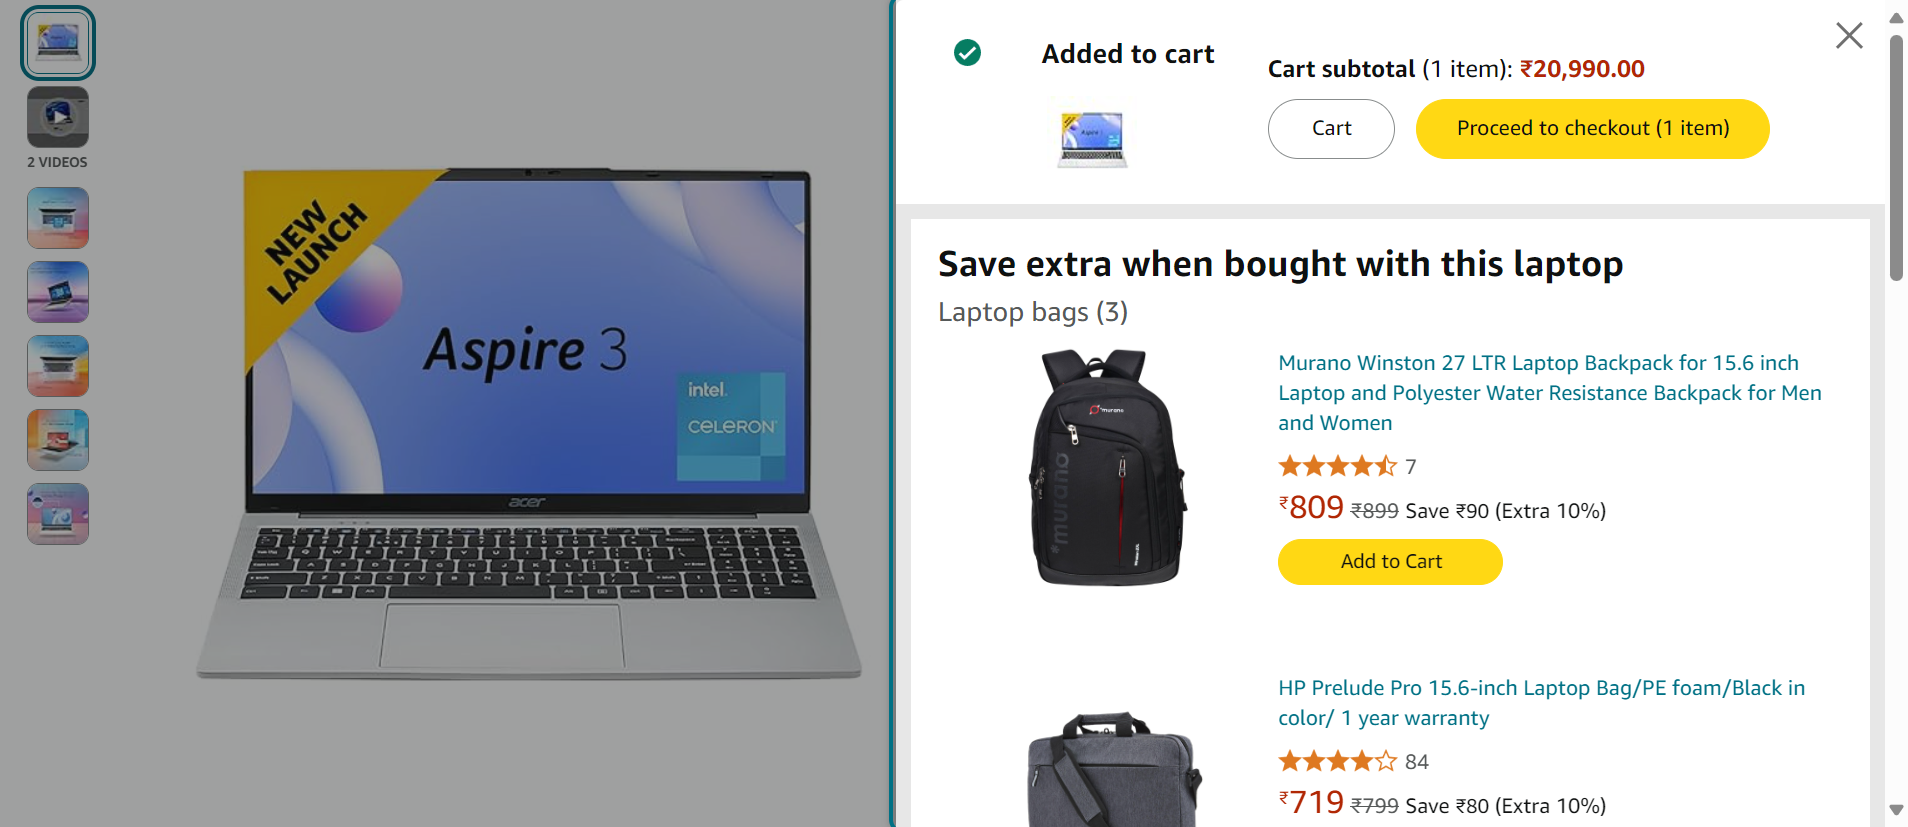 2 VIDEOS
NEW
LAUNCH
Aspire 3
intel.
CELERON
acer
Added to cart
Cart subtotal (1 item): ₹20,990.00
Cart
Proceed to checkout (1 item)
Save extra when bought with this laptop
Laptop bags (3)
murano
murano
Murano Winston 27 LTR Laptop Backpack for 15.6 inch
Laptop and Polyester Water Resistance Backpack for Men
and Women
7
₹809 ₹899 Save ₹90 (Extra 10%)
Add to Cart
HP Prelude Pro 15.6-inch Laptop Bag/PE foam/Black in
color/ 1 year warranty
84
₹719 ₹799 Save ₹80 (Extra 10%)